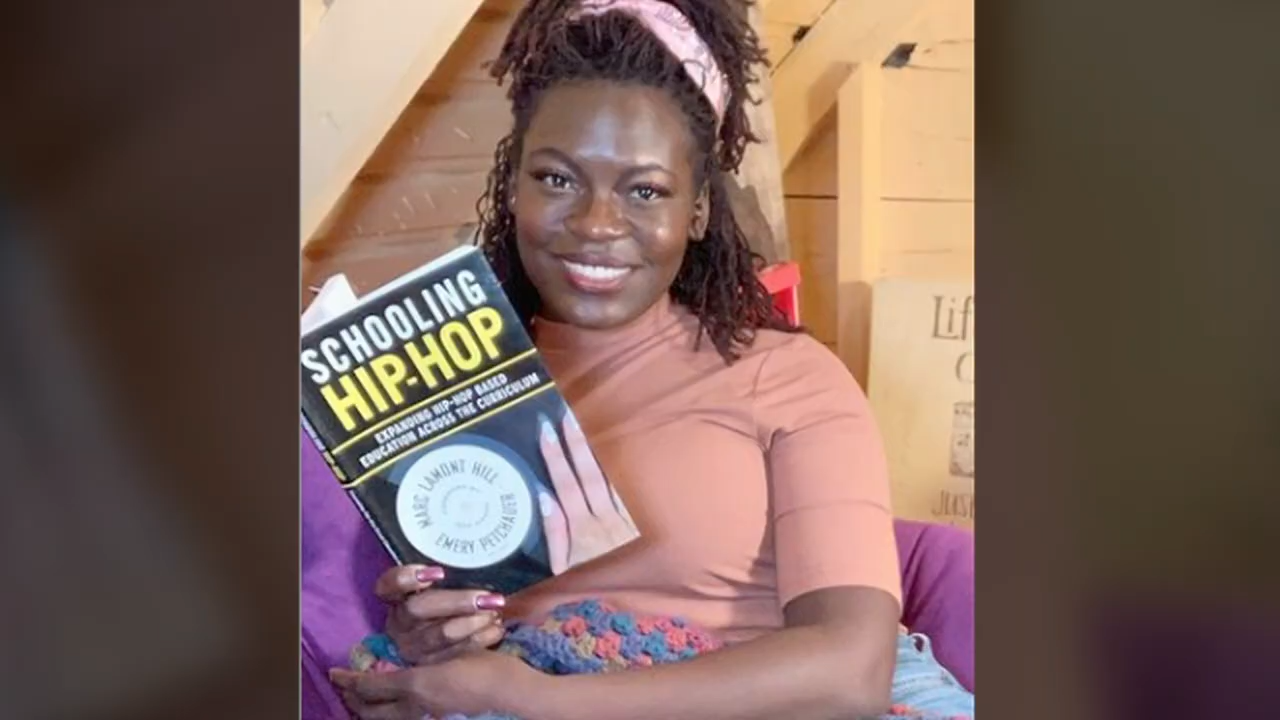 SCHOOLING
HIP-HOP
EXPANDING HIP-HOP BASED
EDUCATION ACROSS THE CURRICULUM
MARC LAMONT HILL
EMERY PETCHAUER